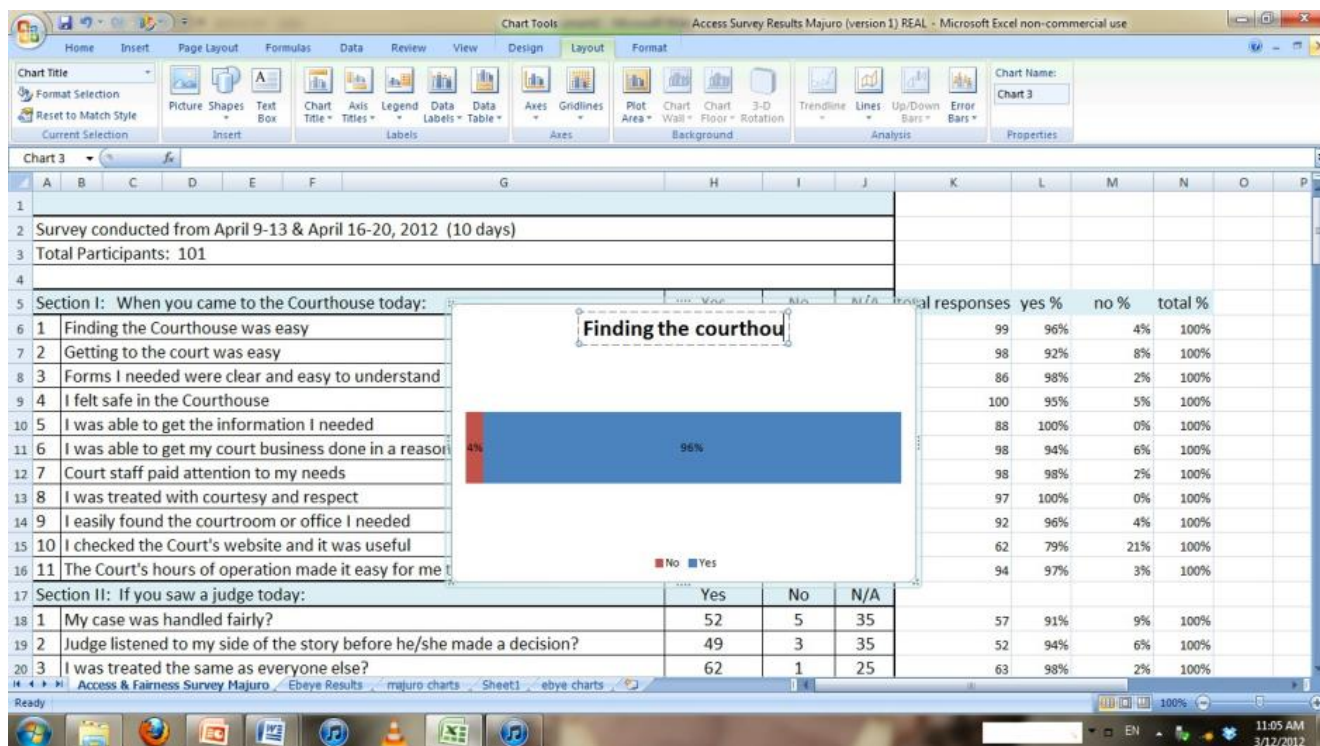 Chart Tools Access Survey Results Majuro (version 1) REAL - Microsoft Excel non-commercial use
Home Insert Page Layout Formulas Data Review View Design Layout Format
Chart Title
Format Selection
Reset to Match Style
Current Selection
Picture Shapes Text Box
Insert
Chart Title Axis Titles Legend Data Labels Data Table
Labels
Axes Gridlines
Axes
Plot Area Chart Wall Chart Floor 3-D Rotation
Background
Trendline Lines Up/Down Bars Error Bars
Analysis
Chart Name:
Chart 3
Properties
Chart 3 fx
A B C D E F G H I J K L M N O P
1
2 Survey conducted from April 9-13 & April 16-20, 2012 (10 days)
3 Total Participants: 101
4
5 Section I: When you came to the Courthouse today: Yes No N/A total responses yes % no % total %
6 1 Finding the Courthouse was easy 99 96% 4% 100%
7 2 Getting to the court was easy 98 92% 8% 100%
8 3 Forms I needed were clear and easy to understand 86 98% 2% 100%
9 4 I felt safe in the Courthouse 100 95% 5% 100%
10 5 I was able to get the information I needed 88 100% 0% 100%
11 6 I was able to get my court business done in a reason 98 94% 6% 100%
12 7 Court staff paid attention to my needs 98 98% 2% 100%
13 8 I was treated with courtesy and respect 97 100% 0% 100%
14 9 I easily found the courtroom or office I needed 92 96% 4% 100%
15 10 I checked the Court's website and it was useful 62 79% 21% 100%
16 11 The Court's hours of operation made it easy for me t 94 97% 3% 100%
Finding the courthou
4% 96%
No Yes
17 Section II: If you saw a judge today: Yes No N/A
18 1 My case was handled fairly? 52 5 35 57 91% 9% 100%
19 2 Judge listened to my side of the story before he/she made a decision? 49 3 35 52 94% 6% 100%
20 3 I was treated the same as everyone else? 62 1 25 63 98% 2% 100%
Access & Fairness Survey Majuro Ebeye Results majuro charts Sheet1 ebye charts
Ready 100%
EN 11:05 AM
3/12/2012